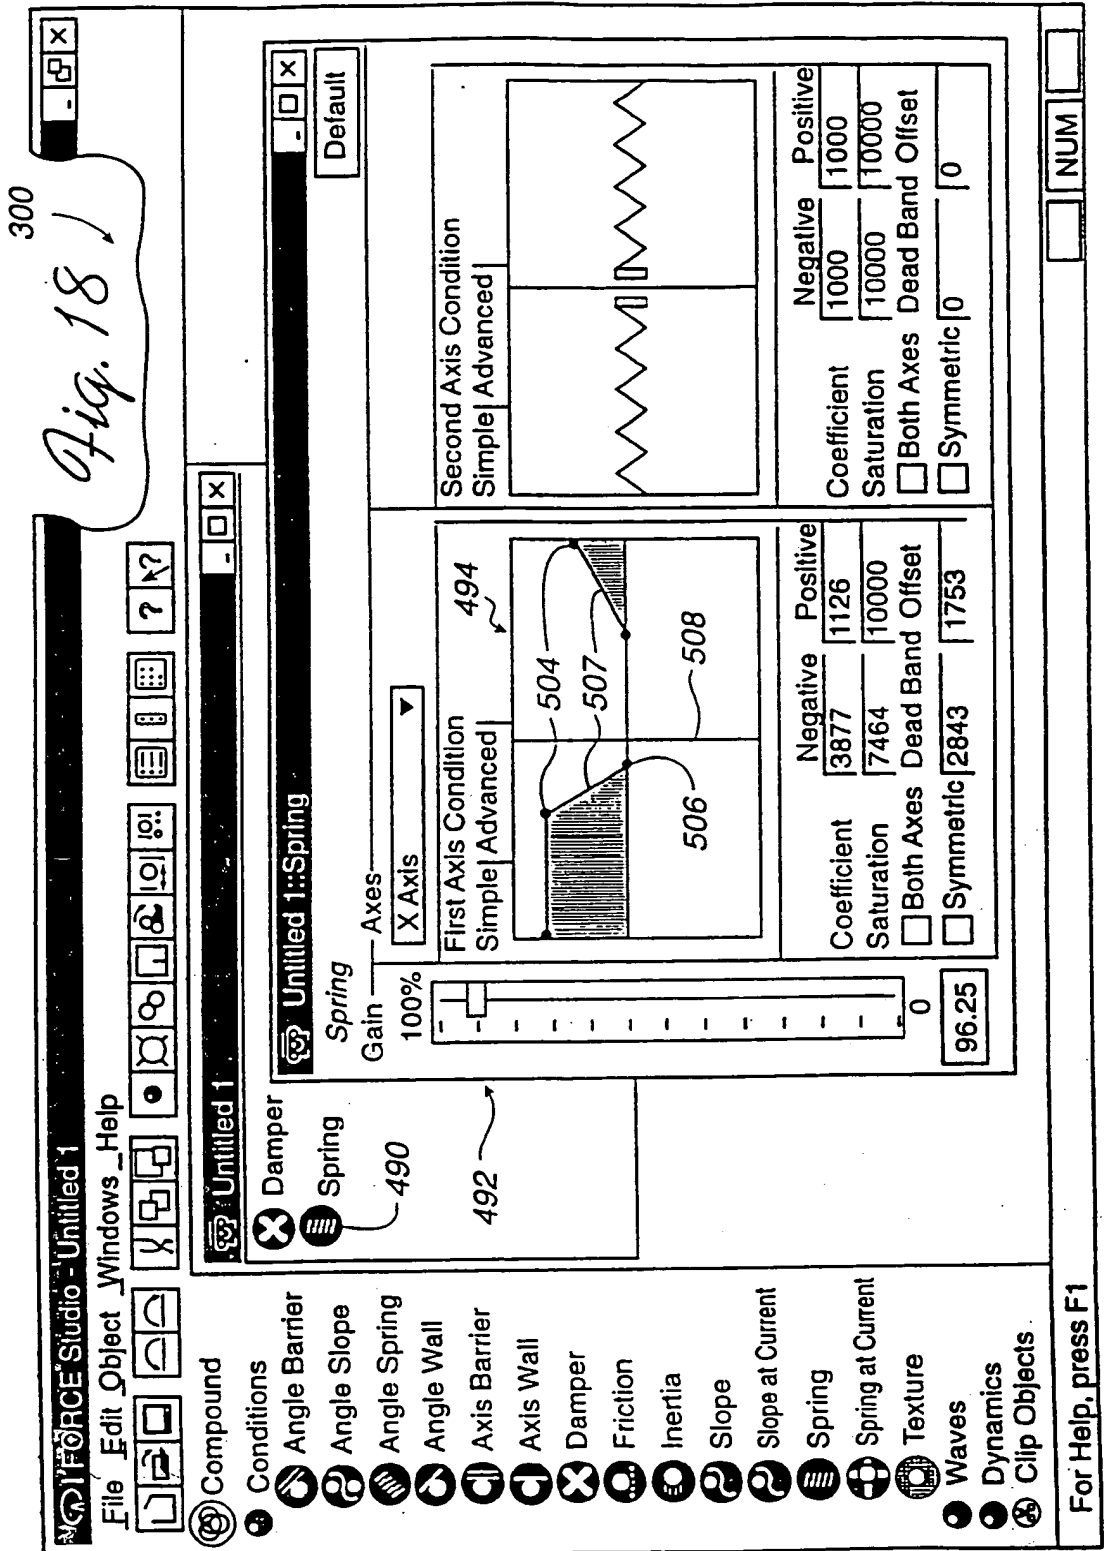 300
Fig. 18
I-FORCE Studio - Untitled 1
File Edit Object Windows Help
Compound
Conditions
Angle Barrier
Angle Slope
Angle Spring
Angle Wall
Axis Barrier
Axis Wall
Damper
Friction
Inertia
Slope
Slope at Current
Spring
Spring at Current
Texture
Waves
Dynamics
Clip Objects
Untitled 1
Damper
Spring
490
492
Untitled 1::Spring
Default
Spring
Gain
100%
0
96.25
Axes
X Axis
First Axis Condition
Simple Advanced
494
504
507
508
506
Negative Positive
Coefficient 3877 1126
Saturation 7464 10000
Both Axes Dead Band Offset
Symmetric 2843 1753
Second Axis Condition
Simple Advanced
Negative Positive
Coefficient 1000 1000
Saturation 10000 10000
Both Axes Dead Band Offset
Symmetric 0 0
For Help, press F1
NUM